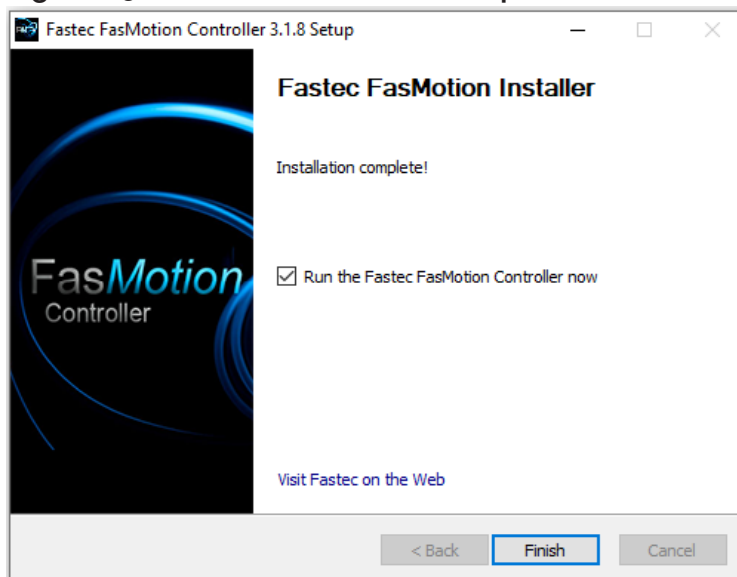 Fastec FasMotion Controller 3.1.8 Setup
Fastec FasMotion Installer
Installation complete!
FasMotion
Controller
Run the Fastec FasMotion Controller now
Visit Fastec on the Web
< Back
Finish
Cancel